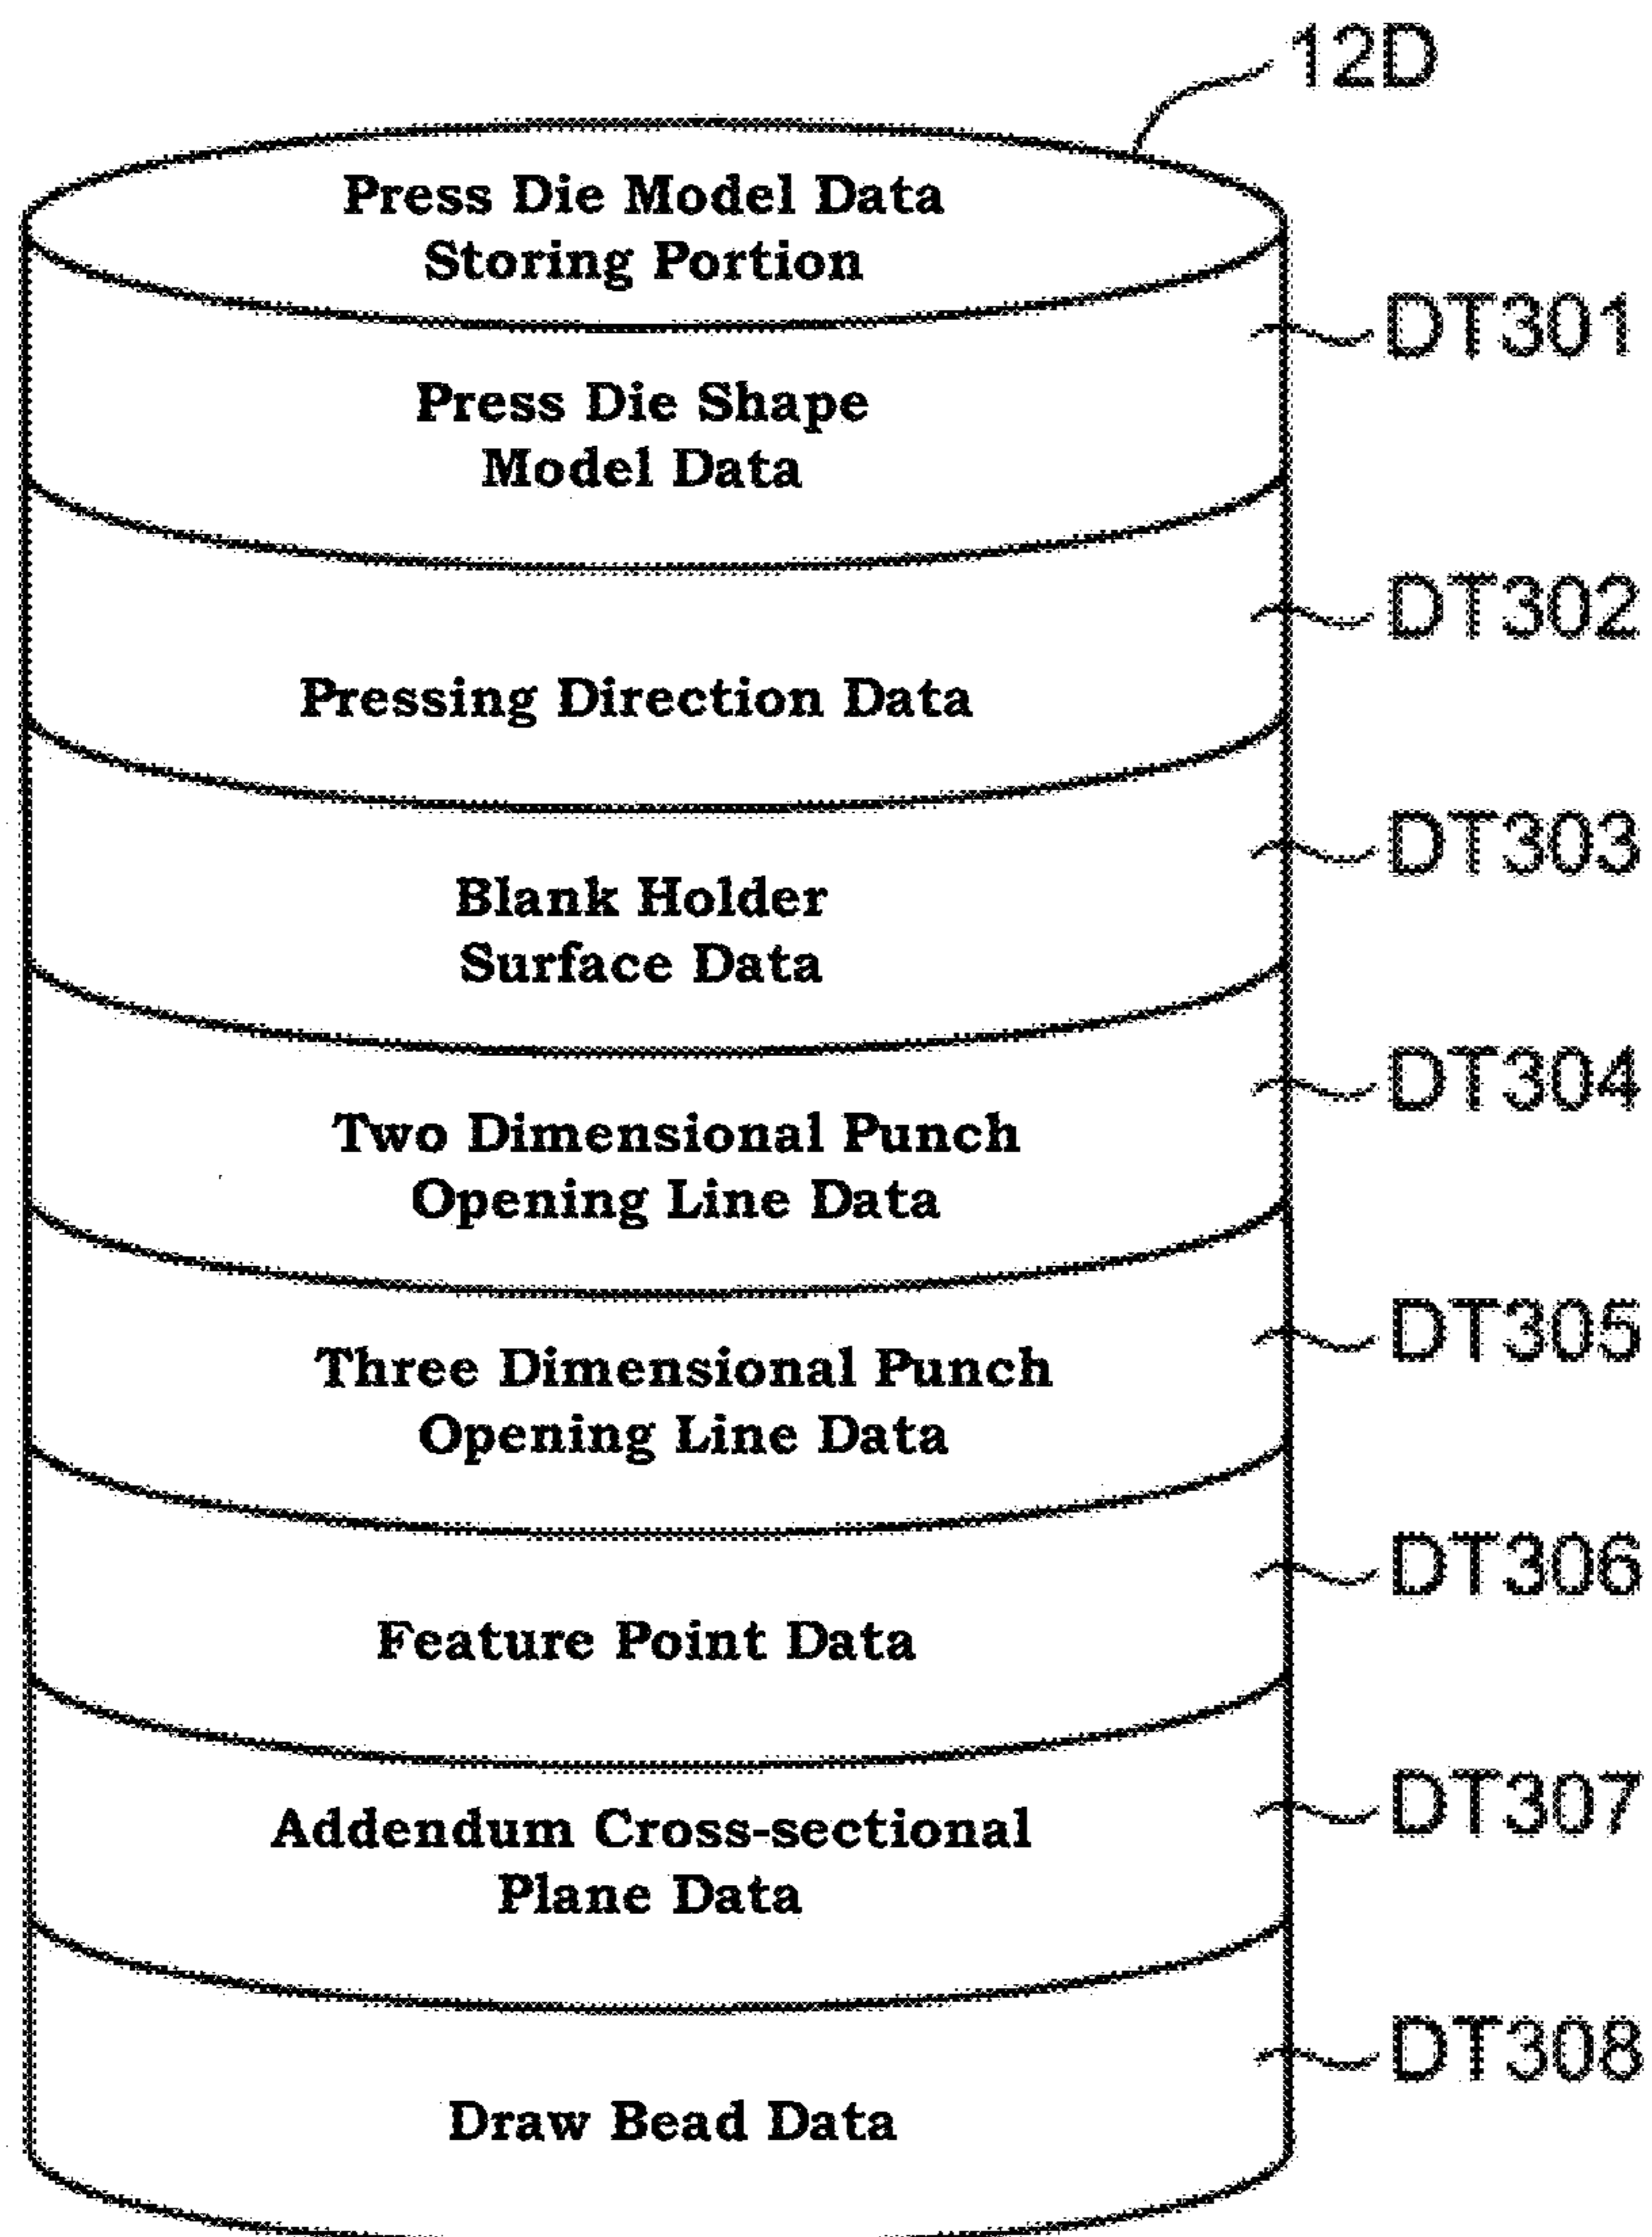 12D
Press Die Model Data
Storing Portion
DT301
Press Die Shape
Model Data
DT302
Pressing Direction Data
DT303
Blank Holder
Surface Data
DT304
Two Dimensional Punch
Opening Line Data
DT305
Three Dimensional Punch
Opening Line Data
DT306
Feature Point Data
DT307
Addendum Cross-sectional
Plane Data
DT308
Draw Bead Data